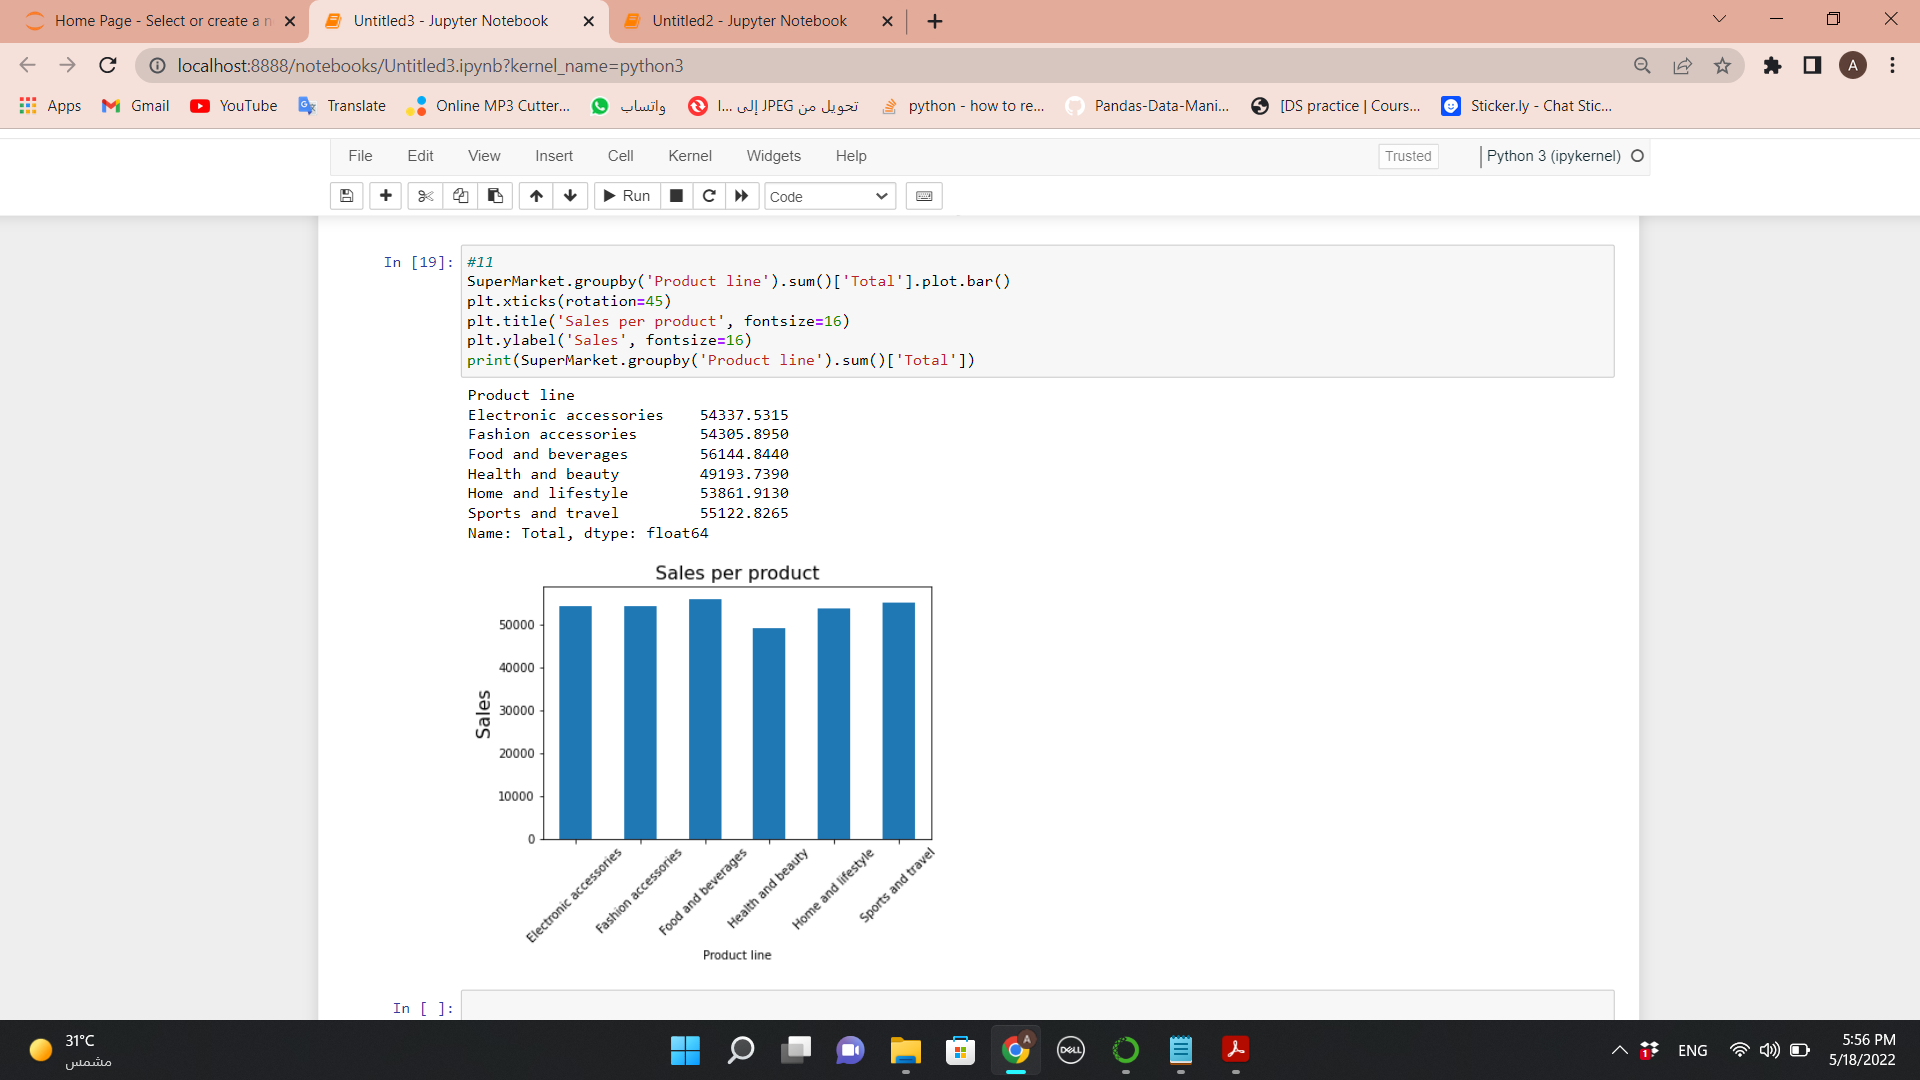 Home Page - Select or create a n
Untitled3 - Jupyter Notebook
Untitled2 - Jupyter Notebook
localhost:8888/notebooks/Untitled3.ipynb?kernel_name=python3
A
Apps
Gmail
YouTube
Translate
Online MP3 Cutter...
واتساب
تحويل من JPEG إلى I...
python - how to re...
Pandas-Data-Mani...
[DS practice | Cours...
Sticker.ly - Chat Stic...
File Edit View Insert Cell Kernel Widgets Help
Trusted
Python 3 (ipykernel)
Run
Code
In [19]:
#11
SuperMarket.groupby('Product line').sum()['Total'].plot.bar()
plt.xticks(rotation=45)
plt.title('Sales per product', fontsize=16)
plt.ylabel('Sales', fontsize=16)
print(SuperMarket.groupby('Product line').sum()['Total'])
Product line
Electronic accessories 54337.5315
Fashion accessories 54305.8950
Food and beverages 56144.8440
Health and beauty 49193.7390
Home and lifestyle 53861.9130
Sports and travel 55122.8265
Name: Total, dtype: float64
Sales per product
50000
40000
30000
20000
10000
0
Sales
Electronic accessories
Fashion accessories
Food and beverages
Health and beauty
Home and lifestyle
Sports and travel
Product line
In [ ]:
31°C
مشمس
A
DELL
1
ENG
5:56 PM
5/18/2022